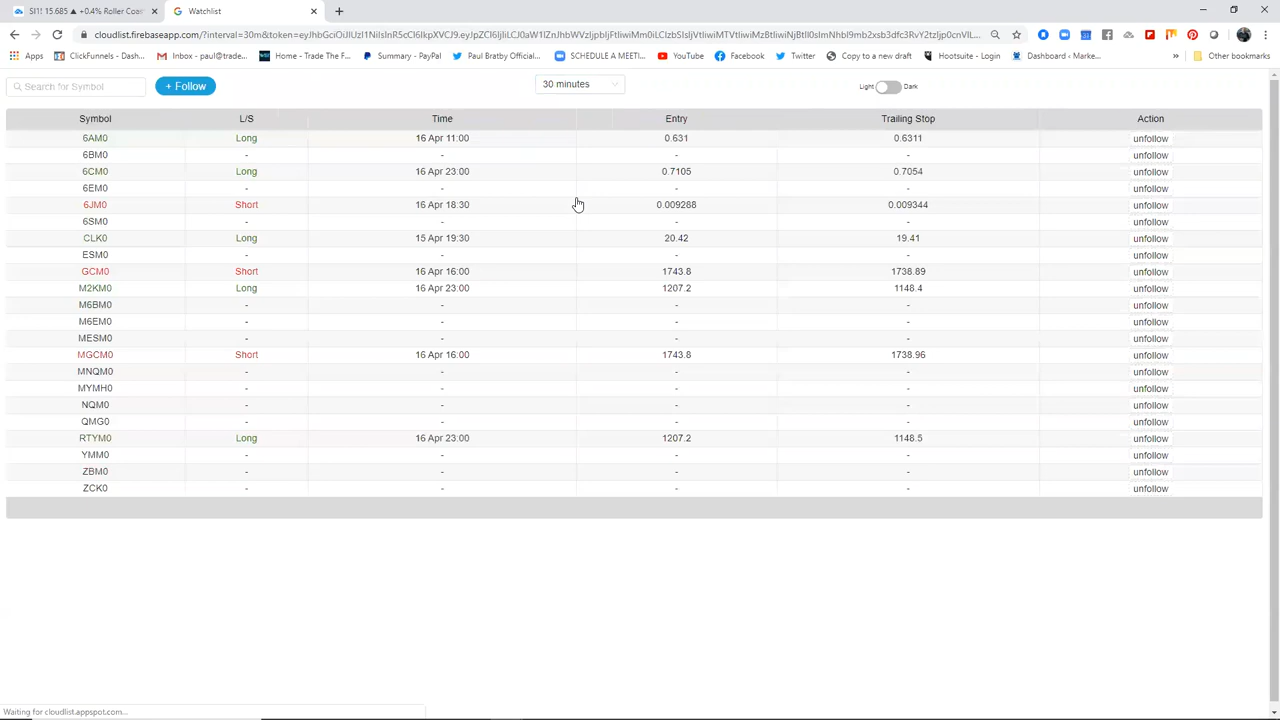 SI1! 15.685 ▲ +0.4% Roller Coast
Watchlist
cloudlist.firebaseapp.com/?interval=30m&token=
Apps ClickFunnels - Dash... Inbox - paul@trade... Home - Trade The F... Summary - PayPal Paul Bratby Official... SCHEDULE A MEETI... YouTube Facebook Twitter Copy to a new draft Hootsuite - Login Dashboard ‹ Marke... » Other bookmarks
Search for Symbol + Follow 30 minutes Light Dark
Symbol L/S Time Entry Trailing Stop Action
6AM0 Long 16 Apr 11:00 0.631 0.6311 unfollow
6BM0 - - - - unfollow
6CM0 Long 16 Apr 23:00 0.7105 0.7054 unfollow
6EM0 - - - - unfollow
6JM0 Short 16 Apr 18:30 0.009288 0.009344 unfollow
6SM0 - - - - unfollow
CLK0 Long 15 Apr 19:30 20.42 19.41 unfollow
ESM0 - - - - unfollow
GCM0 Short 16 Apr 16:00 1743.8 1738.89 unfollow
M2KM0 Long 16 Apr 23:00 1207.2 1148.4 unfollow
M6BM0 - - - - unfollow
M6EM0 - - - - unfollow
MESM0 - - - - unfollow
MGCM0 Short 16 Apr 16:00 1743.8 1738.96 unfollow
MNQM0 - - - - unfollow
MYMH0 - - - - unfollow
NQM0 - - - - unfollow
QMG0 - - - - unfollow
RTYM0 Long 16 Apr 23:00 1207.2 1148.5 unfollow
YMM0 - - - - unfollow
ZBM0 - - - - unfollow
ZCK0 - - - - unfollow
Waiting for cloudlist.appspot.com...